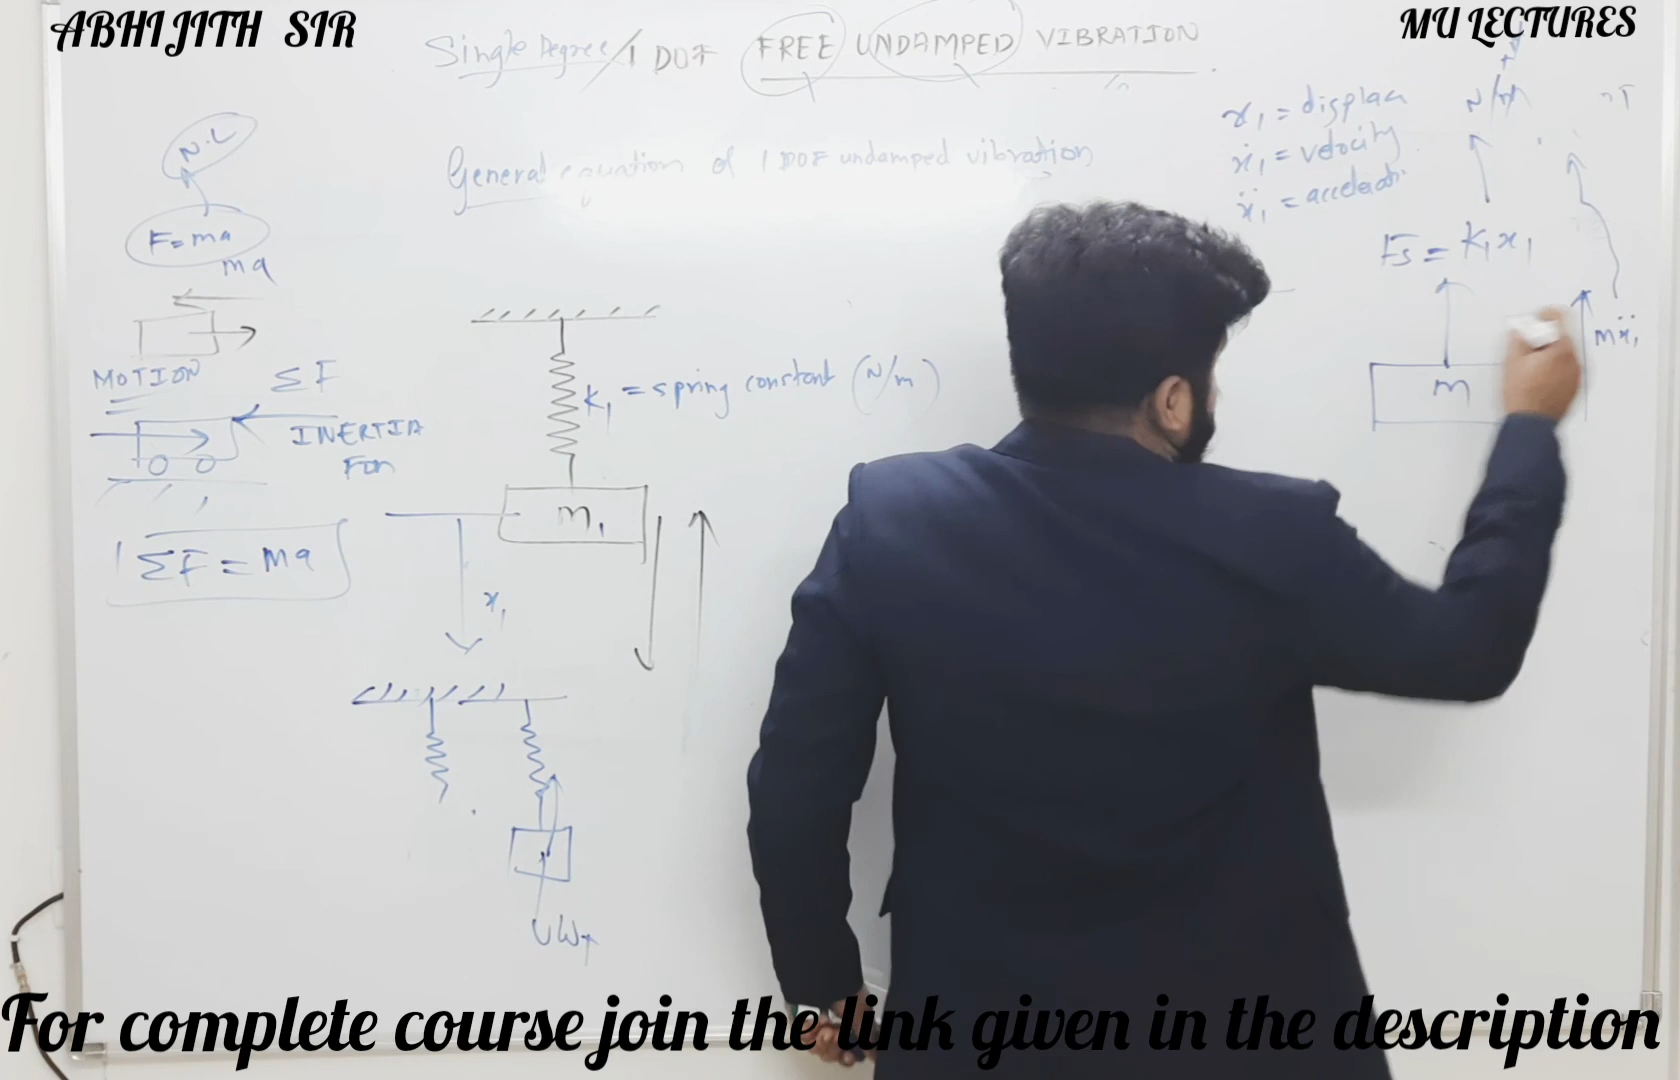 ABHIJITH SIR
MU LECTURES
Single Degree/1 DOF FREE UNDAMPED VIBRATION
General equation of 1 DOF undamped vibration
x₁ = displac
ẋ₁ = velocity
ẍ₁ = accelerati
N/m
N.L
F = ma
ma
MOTION
ΣF
INERTIA
For
ΣF = ma
K₁ = spring constant (N/m)
m₁
x₁
Fs = K₁x₁
m
mẍ₁
For complete course join the link given in the description